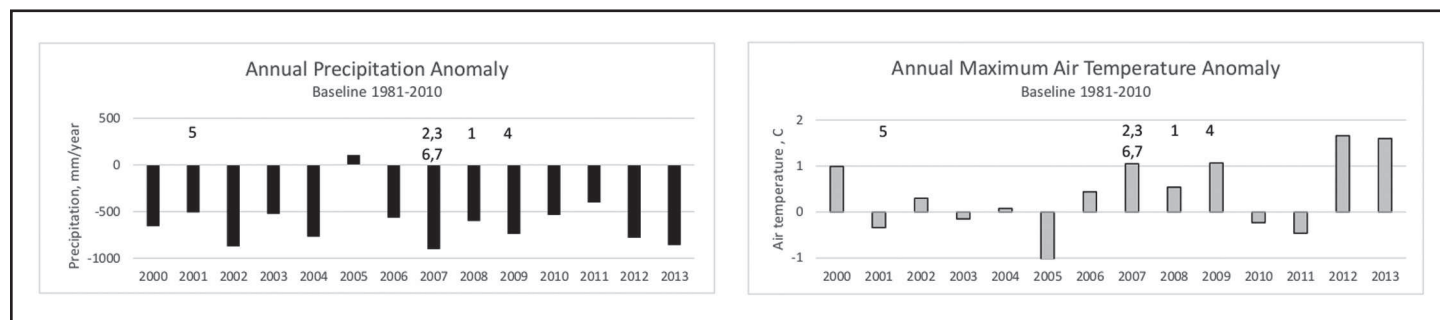 Annual Precipitation Anomaly
Baseline 1981-2010
Precipitation, mm/year
500
0
-500
-1000
5
2,3
6,7
1
4
2000 2001 2002 2003 2004 2005 2006 2007 2008 2009 2010 2011 2012 2013
Annual Maximum Air Temperature Anomaly
Baseline 1981-2010
Air temperature , C
2
1
0
-1
5
2,3
6,7
1
4
2000 2001 2002 2003 2004 2005 2006 2007 2008 2009 2010 2011 2012 2013